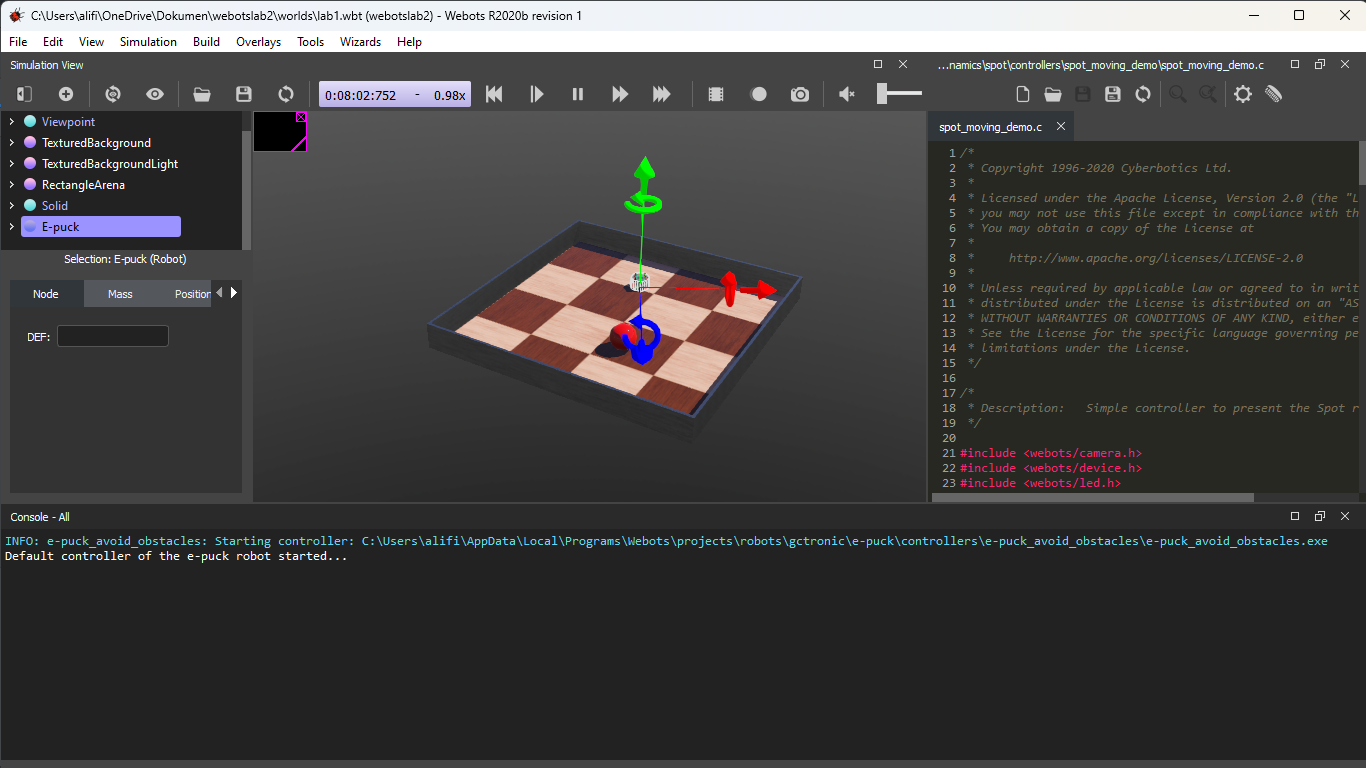 C:\Users\alifi\OneDrive\Dokumen\webotslab2\worlds\lab1.wbt (webotslab2) - Webots R2020b revision 1
File Edit View Simulation Build Overlays Tools Wizards Help
Simulation View
...namics\spot\controllers\spot_moving_demo\spot_moving_demo.c
0:08:02:752 - 0.98x
Viewpoint
TexturedBackground
TexturedBackgroundLight
RectangleArena
Solid
E-puck
Selection: E-puck (Robot)
Node Mass Position
DEF:
spot_moving_demo.c
1 /*
2 * Copyright 1996-2020 Cyberbotics Ltd.
3 *
4 * Licensed under the Apache License, Version 2.0 (the "L
5 * you may not use this file except in compliance with th
6 * You may obtain a copy of the License at
7 *
8 * http://www.apache.org/licenses/LICENSE-2.0
9 *
10 * Unless required by applicable law or agreed to in writ
11 * distributed under the License is distributed on an "AS
12 * WITHOUT WARRANTIES OR CONDITIONS OF ANY KIND, either e
13 * See the License for the specific language governing pe
14 * limitations under the License.
15 */
16
17 /*
18 * Description: Simple controller to present the Spot r
19 */
20
21 #include <webots/camera.h>
22 #include <webots/device.h>
23 #include <webots/led.h>
Console - All
INFO: e-puck_avoid_obstacles: Starting controller: C:\Users\alifi\AppData\Local\Programs\Webots\projects\robots\gctronic\e-puck\controllers\e-puck_avoid_obstacles\e-puck_avoid_obstacles.exe
Default controller of the e-puck robot started...